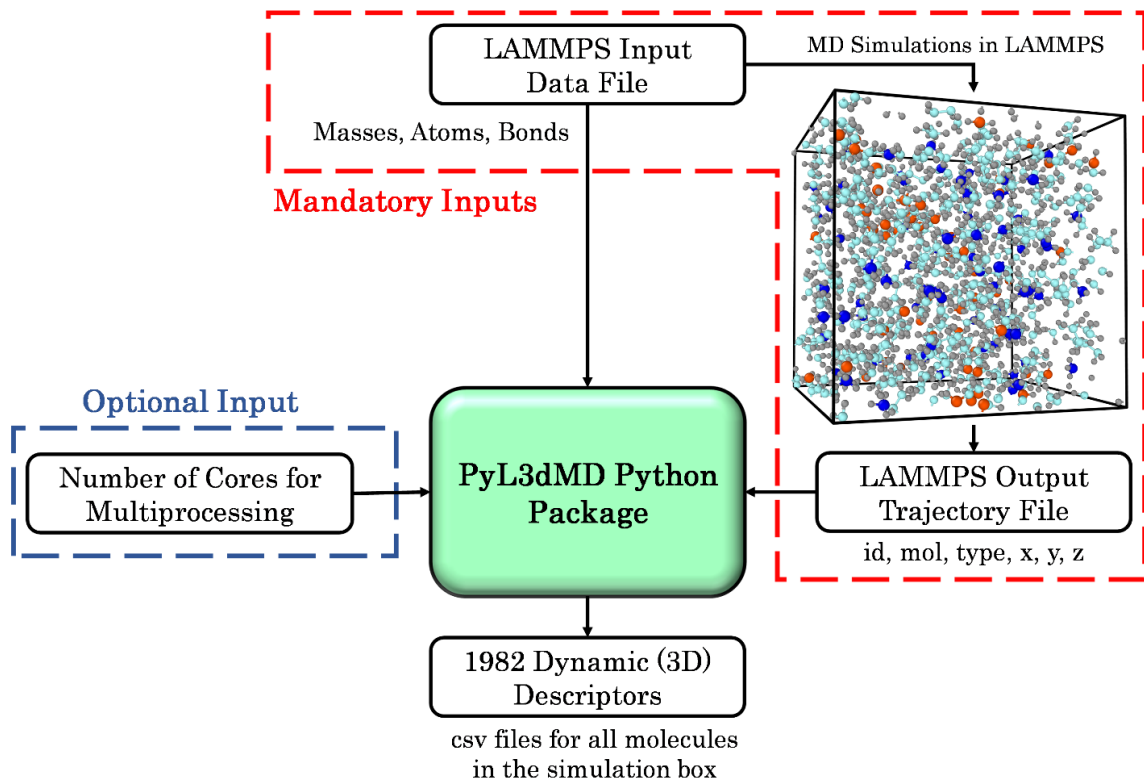 LAMMPS Input
Data File
MD Simulations in LAMMPS
Masses, Atoms, Bonds
Mandatory Inputs
Optional Input
Number of Cores for
Multiprocessing
PyL3dMD Python
Package
LAMMPS Output
Trajectory File
id, mol, type, x, y, z
1982 Dynamic (3D)
Descriptors
csv files for all molecules
in the simulation box